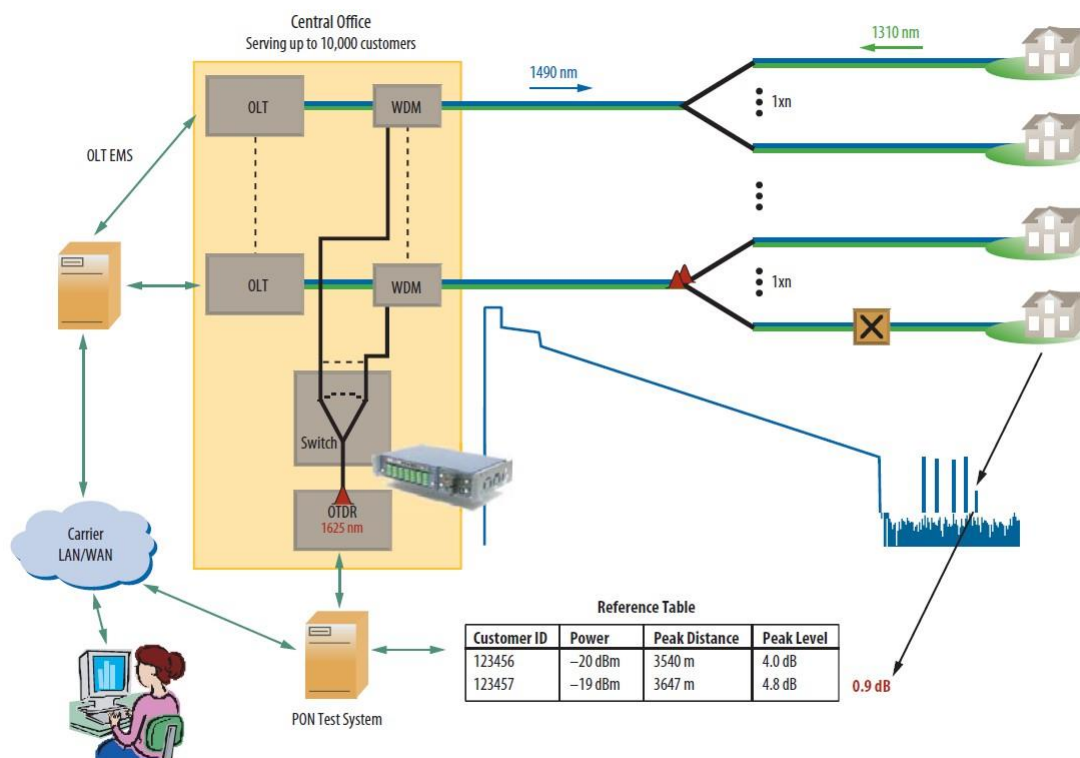 Central Office
Serving up to 10,000 customers
1310 nm
1490 nm
OLT
WDM
1xn
OLT EMS
OLT
WDM
1xn
Switch
OTDR
1625 nm
Carrier
LAN/WAN
Reference Table
Customer ID Power Peak Distance Peak Level
123456 –20 dBm 3540 m 4.0 dB
123457 –19 dBm 3647 m 4.8 dB
0.9 dB
PON Test System